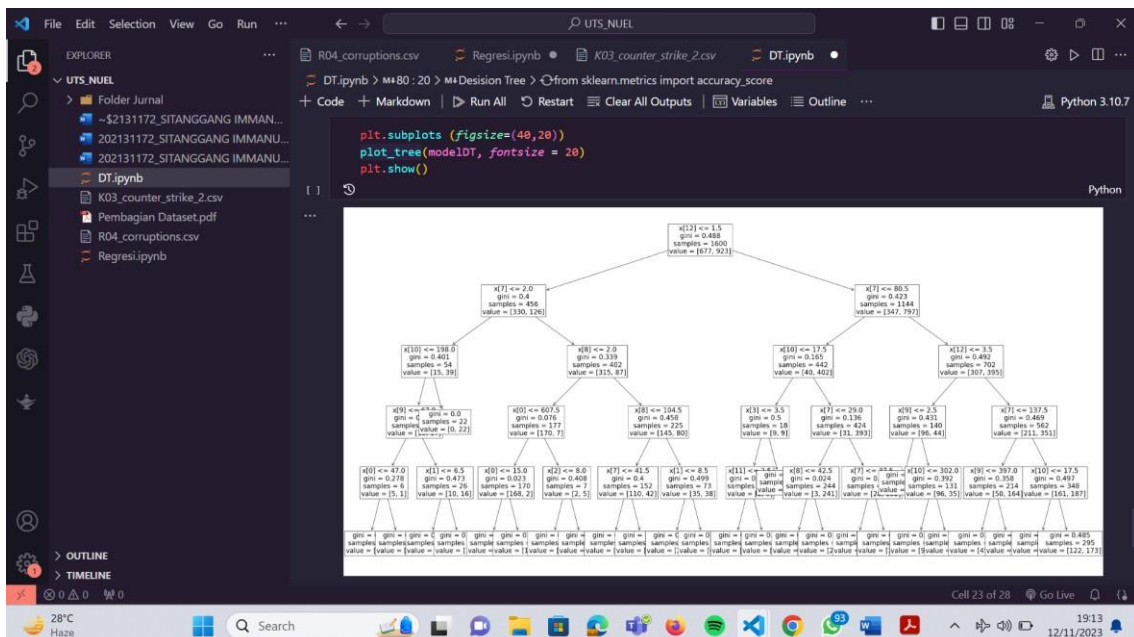 File Edit Selection View Go Run ...
UTS_NUEL
EXPLORER
UTS_NUEL
Folder Jurnal
~$2131172_SITANGGANG IMMAN...
202131172_SITANGGANG IMMANU...
202131172_SITANGGANG IMMANU...
DT.ipynb
K03_counter_strike_2.csv
Pembagian Dataset.pdf
R04_corruptions.csv
Regresi.ipynb
OUTLINE
TIMELINE
R04_corruptions.csv Regresi.ipynb K03_counter_strike_2.csv DT.ipynb
DT.ipynb > M↓80 : 20 > M↓Desision Tree > from sklearn.metrics import accuracy_score
+ Code + Markdown | Run All Restart Clear All Outputs | Variables Outline ... Python 3.10.7
plt.subplots (figsize=(40,20))
plot_tree(modelDT, fontsize = 20)
plt.show()
[ ] Python
x[12] <= 1.5
gini = 0.488
samples = 1600
value = [677, 923]
x[7] <= 2.0
gini = 0.4
samples = 456
value = [330, 126]
x[7] <= 80.5
gini = 0.423
samples = 1144
value = [347, 797]
x[10] <= 198.0
gini = 0.401
samples = 54
value = [15, 39]
x[8] <= 2.0
gini = 0.339
samples = 402
value = [315, 87]
x[10] <= 17.5
gini = 0.165
samples = 442
value = [40, 402]
x[12] <= 3.5
gini = 0.492
samples = 702
value = [307, 395]
gini = 0.0
samples = 22
value = [0, 22]
x[0] <= 607.5
gini = 0.076
samples = 177
value = [170, 7]
x[8] <= 104.5
gini = 0.458
samples = 225
value = [145, 80]
x[3] <= 3.5
gini = 0.5
samples = 18
value = [9, 9]
x[7] <= 29.0
gini = 0.136
samples = 424
value = [31, 393]
x[9] <= 2.5
gini = 0.431
samples = 140
value = [96, 44]
x[7] <= 137.5
gini = 0.469
samples = 562
value = [211, 351]
x[0] <= 47.0
gini = 0.278
samples = 6
value = [5, 1]
x[1] <= 6.5
gini = 0.473
samples = 26
value = [10, 16]
x[0] <= 15.0
gini = 0.023
samples = 170
value = [168, 2]
x[2] <= 8.0
gini = 0.408
samples = 7
value = [2, 5]
x[7] <= 41.5
gini = 0.4
samples = 152
value = [110, 42]
x[1] <= 8.5
gini = 0.499
samples = 73
value = [35, 38]
x[8] <= 42.5
gini = 0.024
samples = 244
value = [3, 241]
x[10] <= 302.0
gini = 0.392
samples = 131
value = [96, 35]
x[9] <= 397.0
gini = 0.358
samples = 214
value = [50, 164]
x[10] <= 17.5
gini = 0.497
samples = 348
value = [161, 187]
gini = 0.485
samples = 295
value = [122, 173]
0 0 0 Cell 23 of 28 Go Live
28°C
Haze
Search
93
19:13
12/11/2023